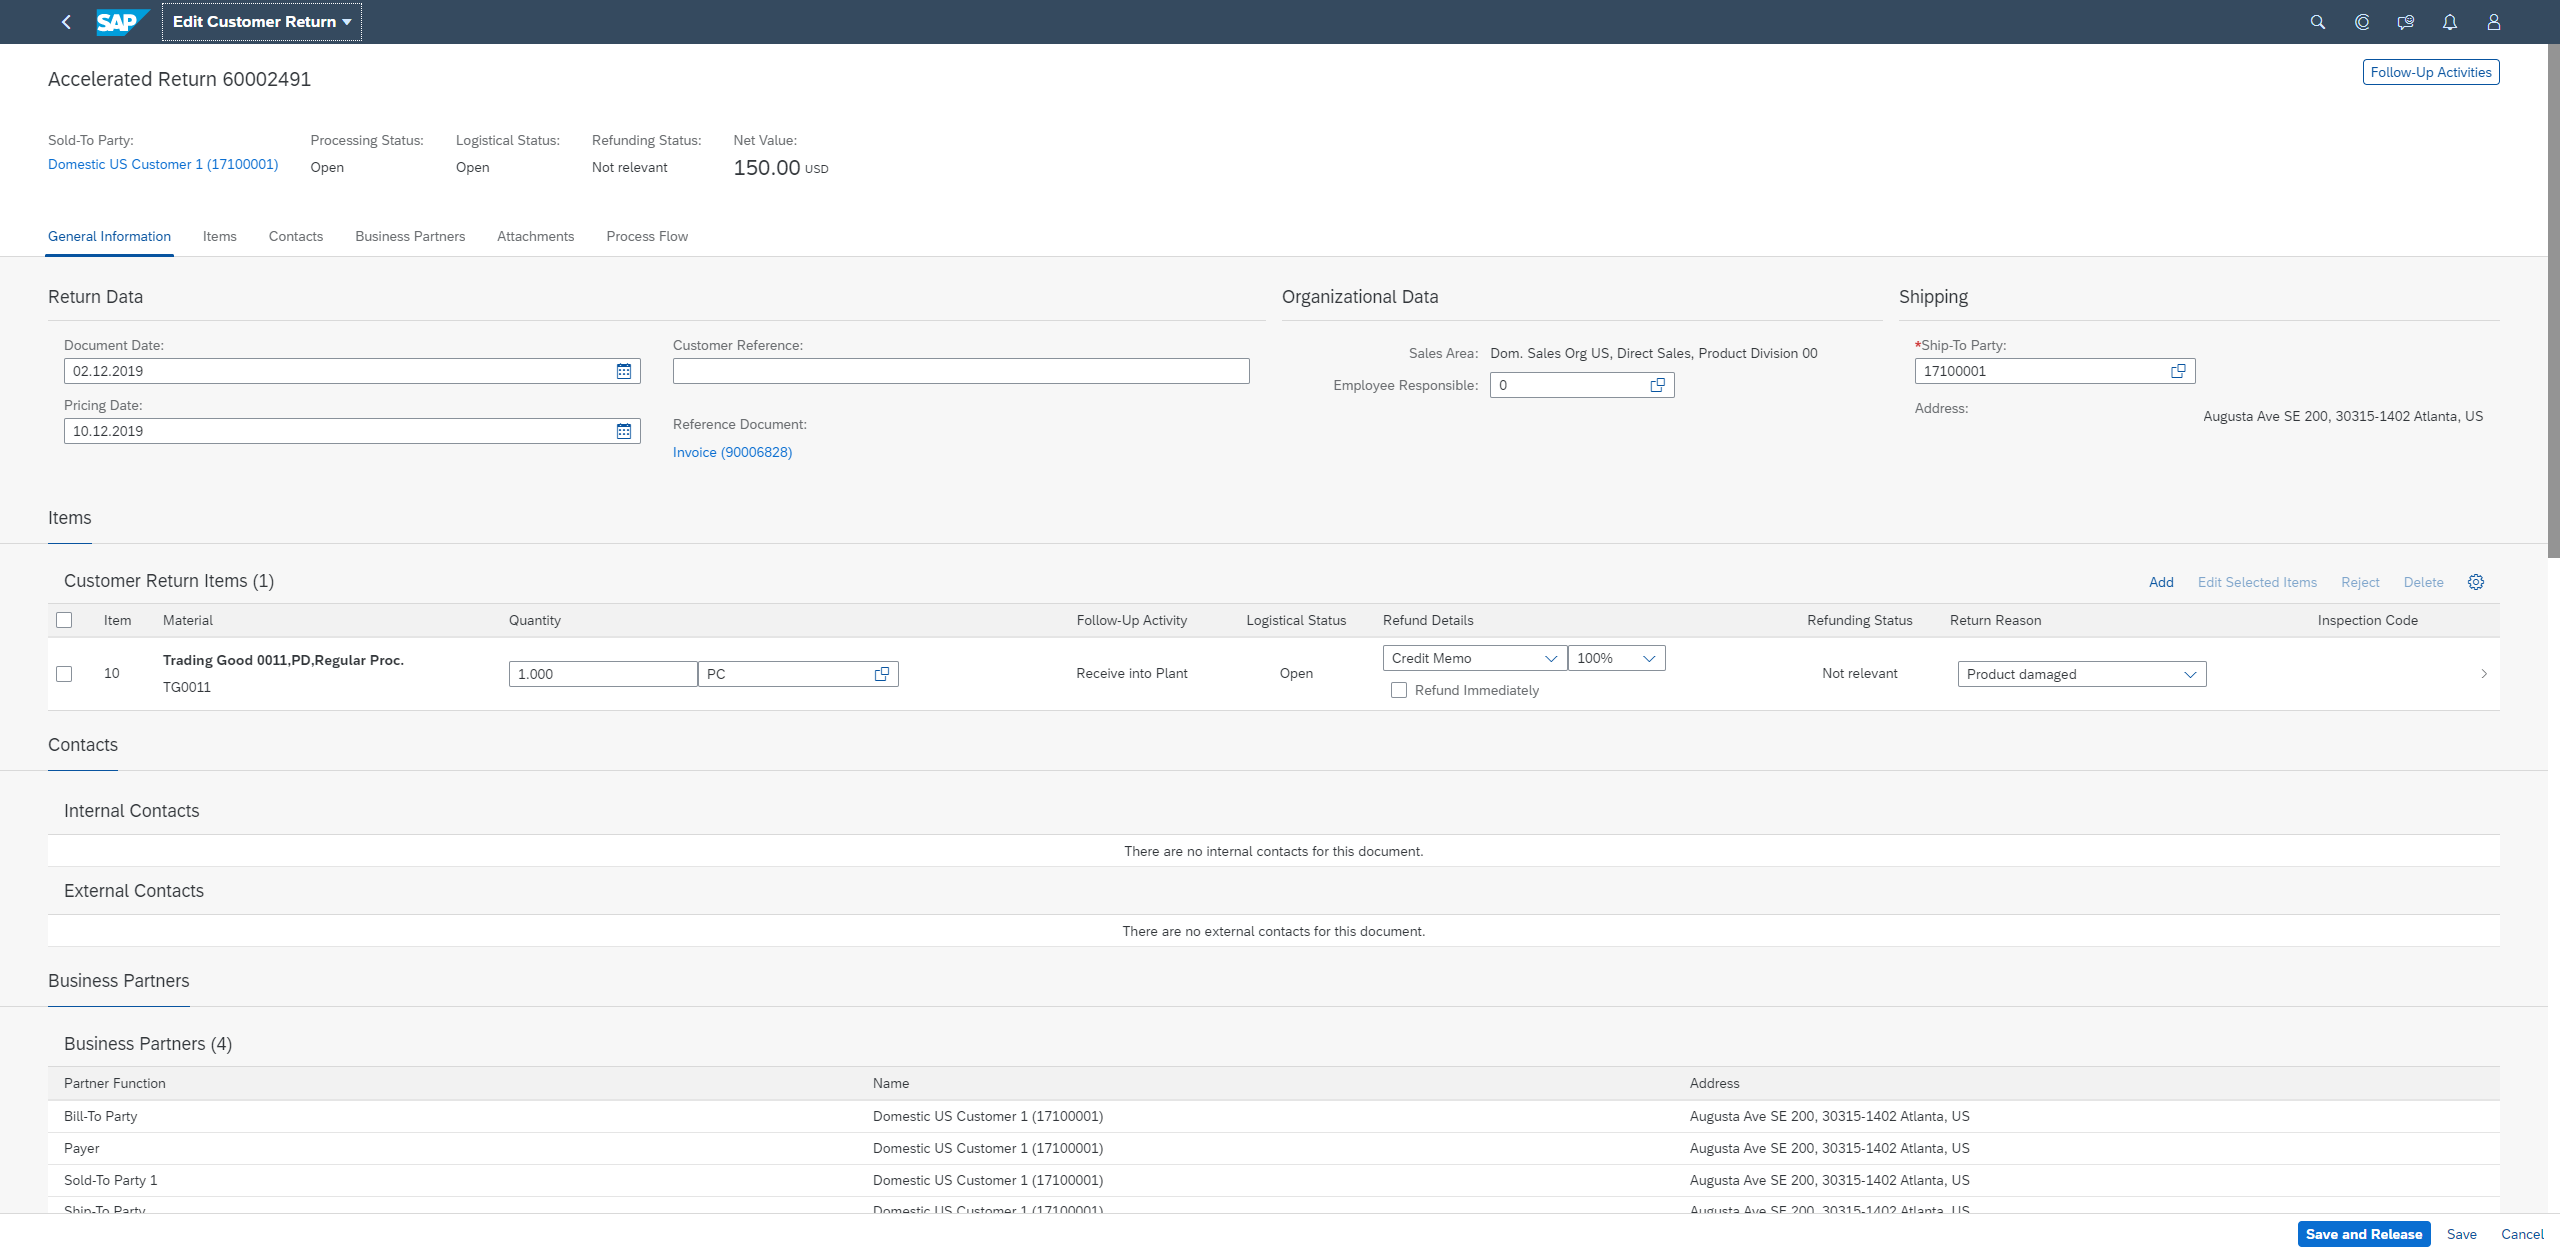 SAP Edit Customer Return
Accelerated Return 60002491
Follow-Up Activities
Sold-To Party:
Domestic US Customer 1 (17100001)
Processing Status:
Open
Logistical Status:
Open
Refunding Status:
Not relevant
Net Value:
150.00 USD
General Information Items Contacts Business Partners Attachments Process Flow
Return Data
Document Date:
02.12.2019
Pricing Date:
10.12.2019
Customer Reference:
Reference Document:
Invoice (90006828)
Organizational Data
Sales Area: Dom. Sales Org US, Direct Sales, Product Division 00
Employee Responsible: 0
Shipping
*Ship-To Party:
17100001
Address:
Augusta Ave SE 200, 30315-1402 Atlanta, US
Items
Customer Return Items (1)
Add Edit Selected Items Reject Delete
Item Material Quantity Follow-Up Activity Logistical Status Refund Details Refunding Status Return Reason Inspection Code
10 Trading Good 0011,PD,Regular Proc.
TG0011
1.000 PC Receive into Plant Open
Credit Memo 100%
Refund Immediately
Not relevant Product damaged
Contacts
Internal Contacts
There are no internal contacts for this document.
External Contacts
There are no external contacts for this document.
Business Partners
Business Partners (4)
Partner Function Name Address
Bill-To Party Domestic US Customer 1 (17100001) Augusta Ave SE 200, 30315-1402 Atlanta, US
Payer Domestic US Customer 1 (17100001) Augusta Ave SE 200, 30315-1402 Atlanta, US
Sold-To Party 1 Domestic US Customer 1 (17100001) Augusta Ave SE 200, 30315-1402 Atlanta, US
Ship-To Party Domestic US Customer 1 (17100001) Augusta Ave SE 200, 30315-1402 Atlanta, US
Save and Release Save Cancel